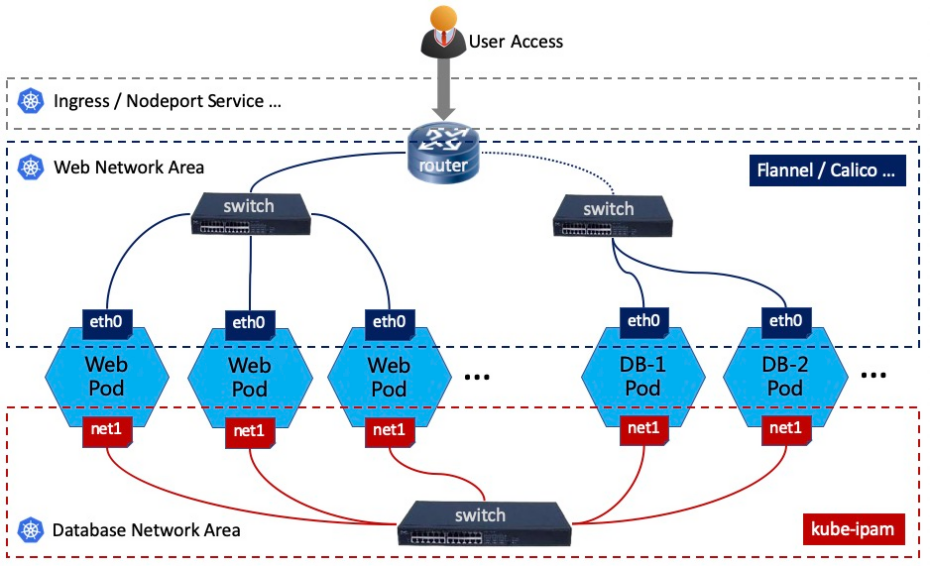 User Access
Ingress / Nodeport Service ...
Web Network Area
router
Flannel / Calico ...
switch
switch
eth0
eth0
eth0
eth0
eth0
Web
Pod
Web
Pod
Web
Pod
...
DB-1
Pod
DB-2
Pod
...
net1
net1
net1
net1
net1
switch
Database Network Area
kube-ipam